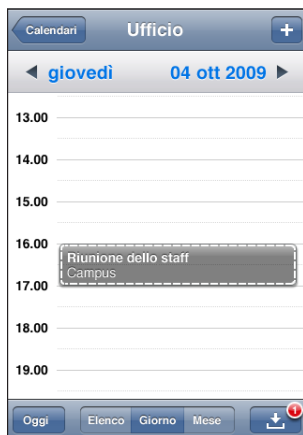 Calendari
Ufficio
+
giovedì 04 ott 2009
13.00
14.00
15.00
16.00
Riunione dello staff
Campus
17.00
18.00
19.00
Oggi
Elenco Giorno Mese
1